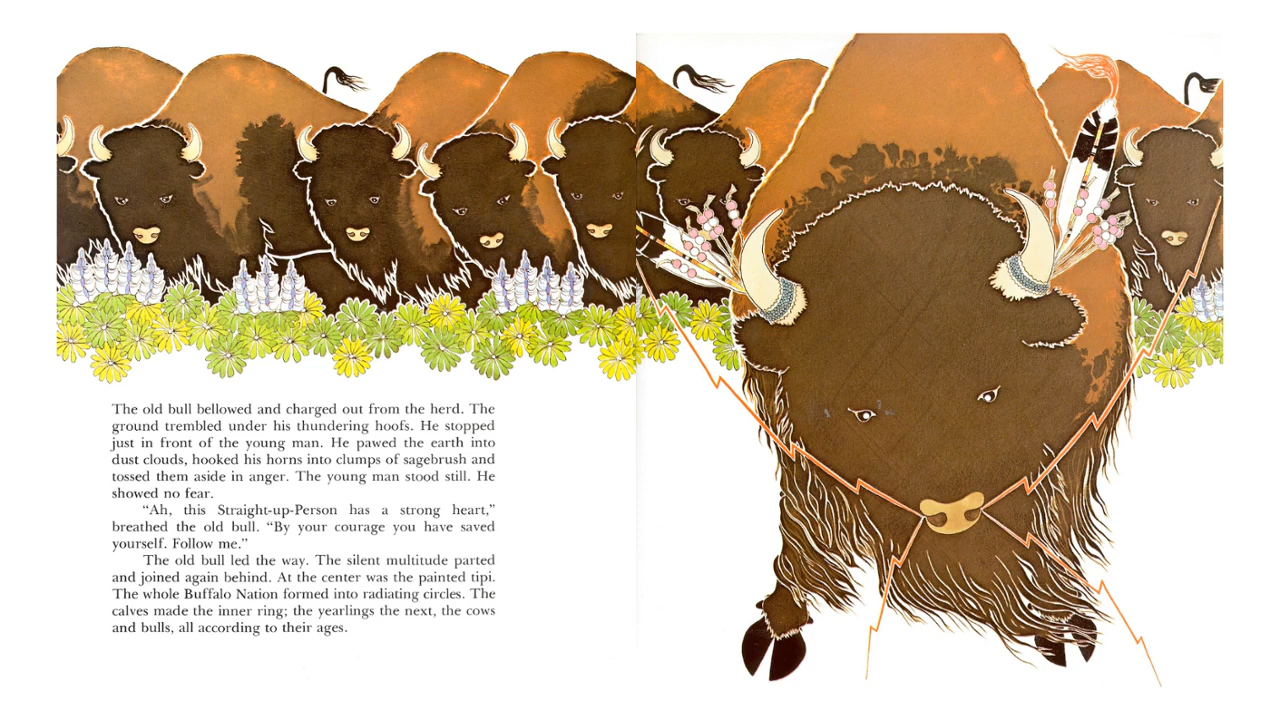 The old bull bellowed and charged out from the herd. The
ground trembled under his thundering hoofs. He stopped
just in front of the young man. He pawed the earth into
dust clouds, hooked his horns into clumps of sagebrush and
tossed them aside in anger. The young man stood still. He
showed no fear.
“Ah, this Straight-up-Person has a strong heart,”
breathed the old bull. “By your courage you have saved
yourself. Follow me.”
The old bull led the way. The silent multitude parted
and joined again behind. At the center was the painted tipi.
The whole Buffalo Nation formed into radiating circles. The
calves made the inner ring; the yearlings the next, the cows
and bulls, all according to their ages.